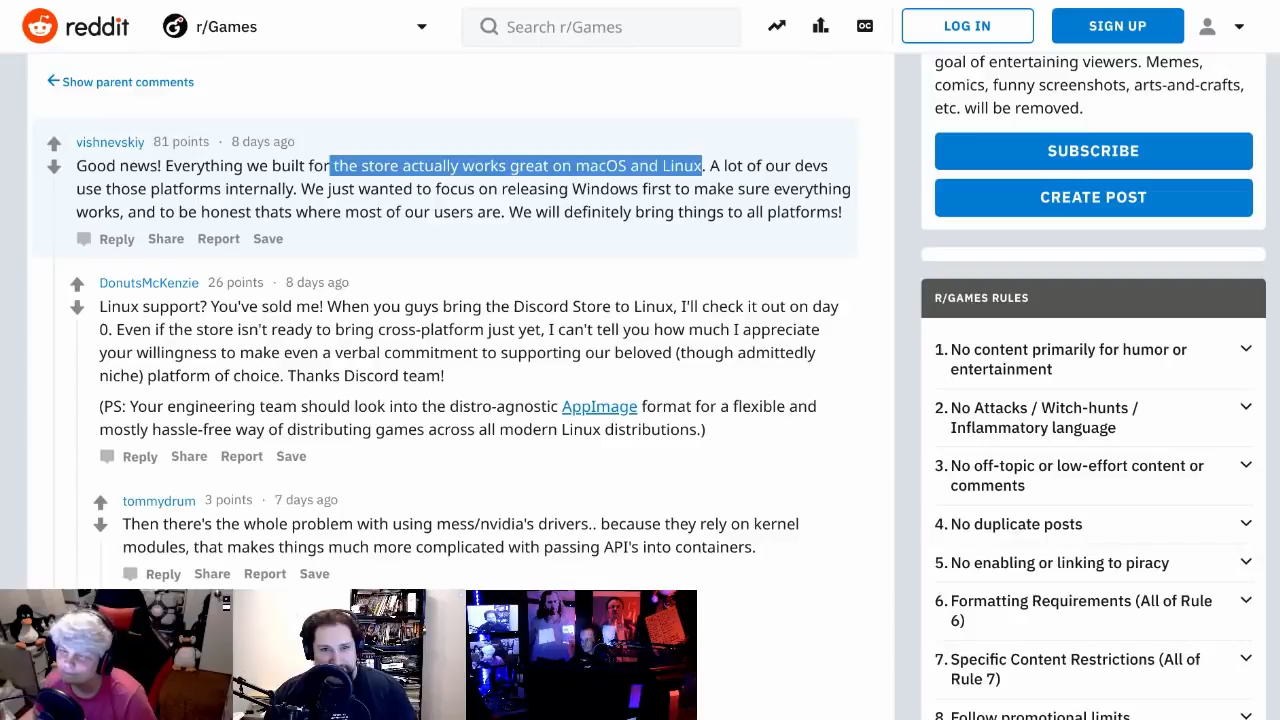 reddit
r/Games
Search r/Games
LOG IN
SIGN UP
Show parent comments
vishnevskiy 81 points · 8 days ago
Good news! Everything we built for the store actually works great on macOS and Linux. A lot of our devs
use those platforms internally. We just wanted to focus on releasing Windows first to make sure everything
works, and to be honest thats where most of our users are. We will definitely bring things to all platforms!
Reply Share Report Save
DonutsMcKenzie 26 points · 8 days ago
Linux support? You've sold me! When you guys bring the Discord Store to Linux, I'll check it out on day
0. Even if the store isn't ready to bring cross-platform just yet, I can't tell you how much I appreciate
your willingness to make even a verbal commitment to supporting our beloved (though admittedly
niche) platform of choice. Thanks Discord team!
(PS: Your engineering team should look into the distro-agnostic AppImage format for a flexible and
mostly hassle-free way of distributing games across all modern Linux distributions.)
Reply Share Report Save
tommydrum 3 points · 7 days ago
Then there's the whole problem with using mess/nvidia's drivers.. because they rely on kernel
modules, that makes things much more complicated with passing API's into containers.
Reply Share Report Save
goal of entertaining viewers. Memes,
comics, funny screenshots, arts-and-crafts,
etc. will be removed.
SUBSCRIBE
CREATE POST
R/GAMES RULES
1. No content primarily for humor or
entertainment
2. No Attacks / Witch-hunts /
Inflammatory language
3. No off-topic or low-effort content or
comments
4. No duplicate posts
5. No enabling or linking to piracy
6. Formatting Requirements (All of Rule
6)
7. Specific Content Restrictions (All of
Rule 7)
8. Follow promotional limits